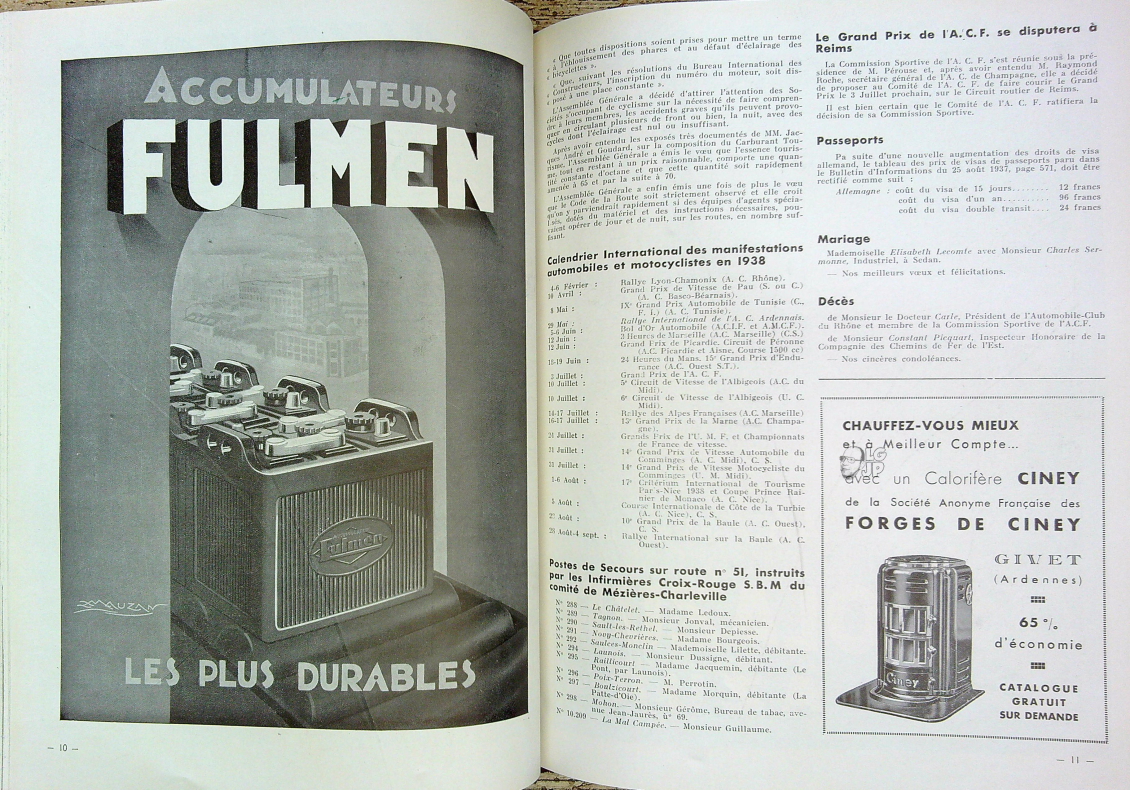 ACCUMULATEURS
FULMEN
Fulmen
R MAUZAN
LES PLUS DURABLES
— 10 —
« Que toutes dispositions soient prises pour mettre un terme
« à l'éblouissement des phares et au défaut d'éclairage des
« bicyclettes ».
« Que, suivant les résolutions du Bureau International des
« Constructeurs, l'inscription du numéro du moteur, soit dis-
« posé à une place constante ».
L'Assemblée Générale a décidé d'attirer l'attention des So-
ciétés s'occupant de cyclisme sur la nécessité de faire compren-
dre à leurs membres, les accidents graves qu'ils peuvent provo-
quer en circulant plusieurs de front ou bien, la nuit, avec des
cycles dont l'éclairage est nul ou insuffisant.
Après avoir entendu les exposés très documentés de MM. Jac-
ques André et Goudard, sur la composition du Carburant Tou-
risme, l'Assemblée Générale a émis le vœu que l'essence touris-
me, tout en restant à un prix raisonnable, comporte une quan-
tité constante d'octane et que cette quantité soit rapidement
amenée à 65 et par la suite à 70.
L'Assemblée Générale a enfin émis une fois de plus le vœu
que le Code de la Route soit strictement observé et elle croit
qu'on y parviendrait rapidement si des équipes d'agents spécia-
lisés, dotés du matériel et des instructions nécessaires, pou-
vaient opérer de jour et de nuit, sur les routes, en nombre suf-
fisant.
Calendrier International des manifestations
automobiles et motocyclistes en 1938
4-6 Février : Rallye Lyon-Chamonix (A. C. Rhône).
10 Avril : Grand Prix de Vitesse de Pau (S. ou C.)
(A. C. Basco-Béarnais).
8 Mai : IXe Grand Prix Automobile de Tunisie (C.,
F. I.) (A. C. Tunisie).
29 Mai : Rallye International de l'A. C. Ardennais.
5-6 Juin : Bol d'Or Automobile (A.C.I.F. et A.M.C.F.).
12 Juin : 3 Heures de Marseille (A.C. Marseille) (C.S.)
12 Juin : Grand Prix de Picardie. Circuit de Péronne
(A.C. Picardie et Aisne, Course 1500 cc)
18-19 Juin : 24 Heures du Mans. 15e Grand Prix d'Endu-
rance (A.C. Ouest S.T.).
3 Juillet : Grand Prix de l'A. C. F.
10 Juillet : 5e Circuit de Vitesse de l'Albigeois (A.C. du
Midi).
10 Juillet : 6e Circuit de Vitesse de l'Albigeois (U. C.
Midi).
14-17 Juillet : Rallye des Alpes Françaises (A.C. Marseille)
16-17 Juillet : 15e Grand Prix de la Marne (A.C. Champa-
gne).
24 Juillet : Grands Prix de l'U. M. F. et Championnats
de France de vitesse.
31 Juillet : 14e Grand Prix de Vitesse Automobile du
Comminges (A. C. Midi), C. S.
31 Juillet : 14e Grand Prix de Vitesse Motocycliste du
Comminges (U. M. Midi).
1-6 Août : 17e Critérium International de Tourisme
Par's-Nice 1938 et Coupe Prince Rai-
nier de Monaco (A. C. Nice).
5 Août : Course Internationale de Côte de la Turbie
(A. C. Nice), C. S.
27 Août : 10e Grand Prix de la Baule (A. C. Ouest),
C. S.
28 Août-4 sept. : Rallye International sur la Baule (A. C.
Ouest).
Postes de Secours sur route n° 51, instruits
par les Infirmières Croix-Rouge S.B.M du
comité de Mézières-Charleville
N° 288 — Le Châtelet. — Madame Ledoux.
N° 289 — Tagnon. — Monsieur Jonval, mécanicien.
N° 290 — Sault-les-Rethel. — Monsieur Depiesse.
N° 291 — Novy-Chevrières. — Madame Bourgeois.
N° 292 — Saulces-Monclin — Mademoiselle Lilette, débitante.
N° 294 — Launois. — Monsieur Dussigne, débitant.
N° 295 — Raillicourt — Madame Jacquemin, débitante (Le
Pont, par Launois).
N° 296 — Poix-Terron. — M. Perrotin.
N° 297 — Boulzicourt. — Madame Morquin, débitante (La
Patte-d'Oie).
N° 298 — Mohon. — Monsieur Gérôme, Bureau de tabac, ave-
nue Jean-Jaurès, n° 69.
N° 10.209 — La Mal Campée. — Monsieur Guillaume.
Le Grand Prix de l'A.C.F. se disputera à
Reims
La Commission Sportive de l'A. C. F. s'est réunie sous la pré-
sidence de M. Pérouse et, après avoir entendu M. Raymond
Roche, secrétaire général de l'A. C. de Champagne, elle a décidé
de proposer au Comité de l'A. C. F. de faire courir le Grand
Prix le 3 Juillet prochain, sur le Circuit routier de Reims.
Il est bien certain que le Comité de l'A. C. F. ratifiera la
décision de sa Commission Sportive.
Passeports
Pa suite d'une nouvelle augmentation des droits de visa
allemand, le tableau des prix de visas de passeports paru dans
le Bulletin d'Informations du 25 août 1937, page 571, doit être
rectifié comme suit :
Allemagne : coût du visa de 15 jours........ 12 francs
coût du visa d'un an.......... 96 francs
coût du visa double transit.... 24 francs
Mariage
Mademoiselle Elisabeth Lecomte avec Monsieur Charles Ser-
monne, Industriel, à Sedan.
— Nos meilleurs vœux et félicitations.
Décès
de Monsieur le Docteur Carle, Président de l'Automobile-Club
du Rhône et membre de la Commission Sportive de l'A.C.F.
de Monsieur Constant Picquart, Inspecteur Honoraire de la
Compagnie des Chemins de Fer de l'Est.
— Nos cincères condoléances.
CHAUFFEZ-VOUS MIEUX
et à Meilleur Compte...
LG
JP
avec un Calorifère CINEY
de la Société Anonyme Française des
FORGES DE CINEY
GIVET
(Ardennes)
65 %
d'économie
CATALOGUE
GRATUIT
SUR DEMANDE
Ciney
— 11 —